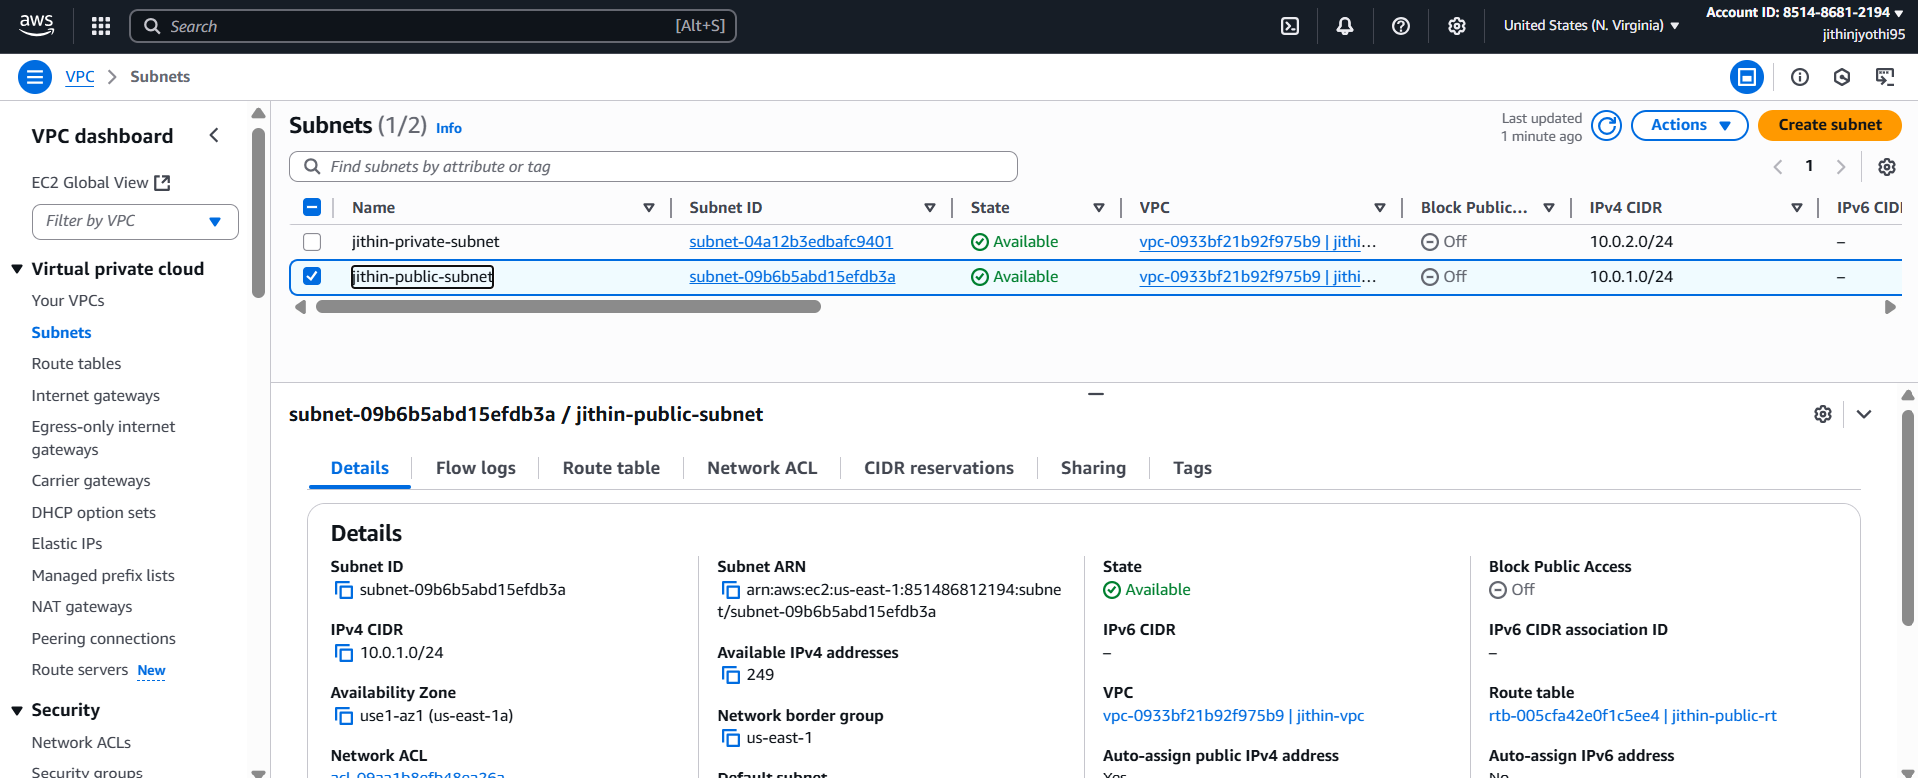 aws
Search
[Alt+S]
United States (N. Virginia)
Account ID: 8514-8681-2194
jithinjyothi95
VPC
Subnets
VPC dashboard
EC2 Global View
Filter by VPC
Virtual private cloud
Your VPCs
Subnets
Route tables
Internet gateways
Egress-only internet
gateways
Carrier gateways
DHCP option sets
Elastic IPs
Managed prefix lists
NAT gateways
Peering connections
Route servers New
Security
Network ACLs
Security groups
Subnets (1/2) Info
Last updated
1 minute ago
Actions
Create subnet
Find subnets by attribute or tag
1
Name Subnet ID State VPC Block Public... IPv4 CIDR IPv6 CID
jithin-private-subnet subnet-04a12b3edbafc9401 Available vpc-0933bf21b92f975b9 | jithi... Off 10.0.2.0/24 –
jithin-public-subnet subnet-09b6b5abd15efdb3a Available vpc-0933bf21b92f975b9 | jithi... Off 10.0.1.0/24 –
subnet-09b6b5abd15efdb3a / jithin-public-subnet
Details Flow logs Route table Network ACL CIDR reservations Sharing Tags
Details
Subnet ID
subnet-09b6b5abd15efdb3a
IPv4 CIDR
10.0.1.0/24
Availability Zone
use1-az1 (us-east-1a)
Network ACL
Subnet ARN
arn:aws:ec2:us-east-1:851486812194:subne
t/subnet-09b6b5abd15efdb3a
Available IPv4 addresses
249
Network border group
us-east-1
Default subnet
State
Available
IPv6 CIDR
–
VPC
vpc-0933bf21b92f975b9 | jithin-vpc
Auto-assign public IPv4 address
Yes
Block Public Access
Off
IPv6 CIDR association ID
–
Route table
rtb-005cfa42e0f1c5ee4 | jithin-public-rt
Auto-assign IPv6 address
No